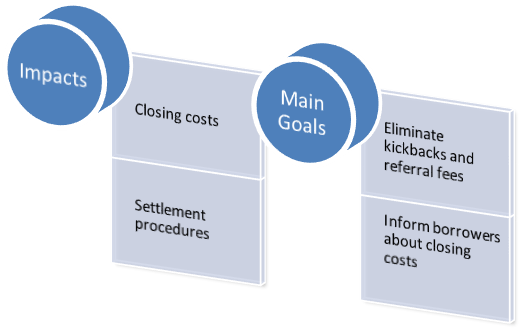 Impacts
Closing costs
Settlement
procedures
Main
Goals
Eliminate
kickbacks and
referral fees
Inform borrowers
about closing
costs